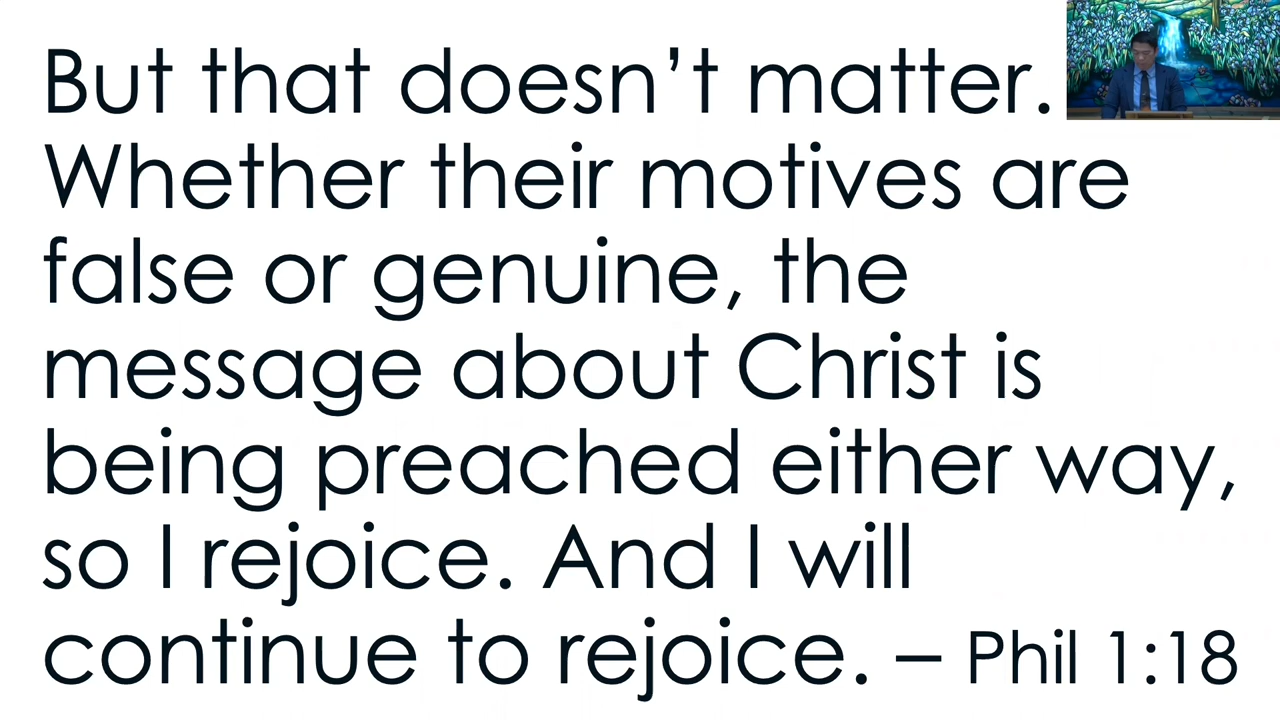 But that doesn’t matter.
Whether their motives are
false or genuine, the
message about Christ is
being preached either way,
so I rejoice. And I will
continue to rejoice. – Phil 1:18